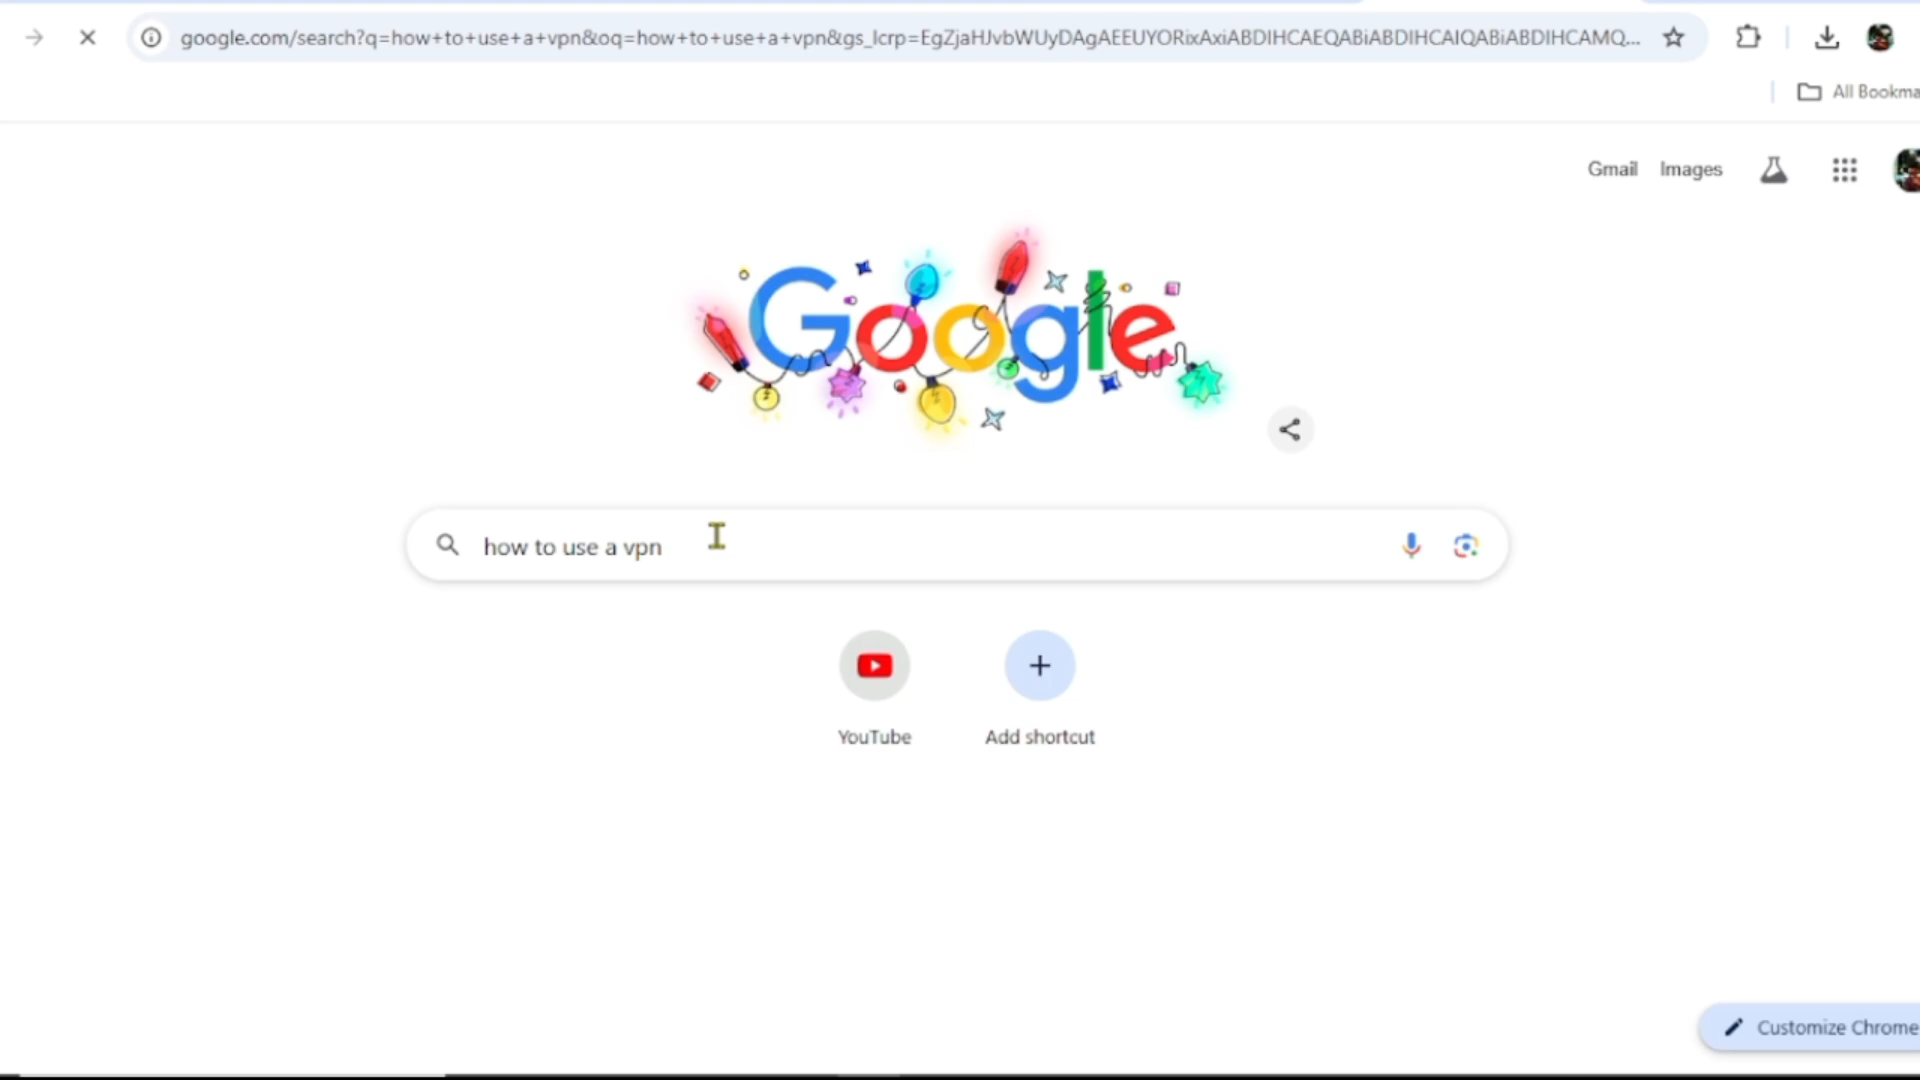 google.com/search?q=how+to+use+a+vpn&oq=how+to+use+a+vpn&gs_lcrp=EgZjaHJvbWUyDAgAEEUYORixAxiABDIHCAEQABiABDIHCAIQABiABDIHCAMQ...
All Bookma
Gmail Images
Google
how to use a vpn
YouTube Add shortcut
Customize Chrome